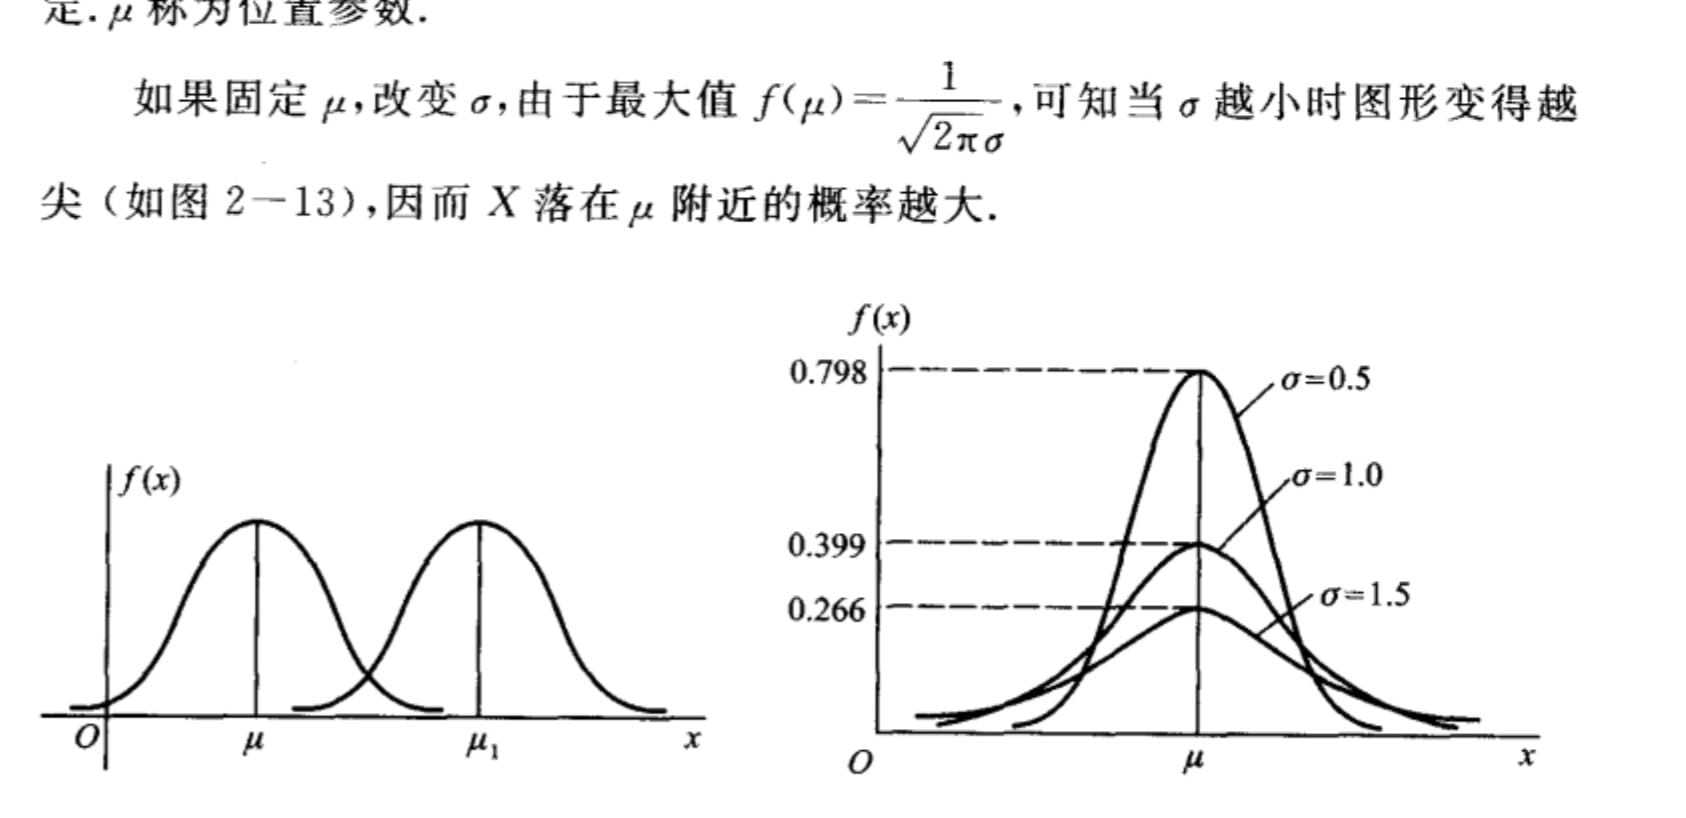 定.μ称为位置参数.
如果固定 μ,改变 σ,由于最大值 f(μ)=1/(√2πσ),可知当 σ 越小时图形变得越
尖(如图 2-13),因而 X 落在 μ 附近的概率越大.
f(x)
O
μ
μ₁
x
f(x)
0.798
σ=0.5
σ=1.0
0.399
σ=1.5
0.266
O
μ
x